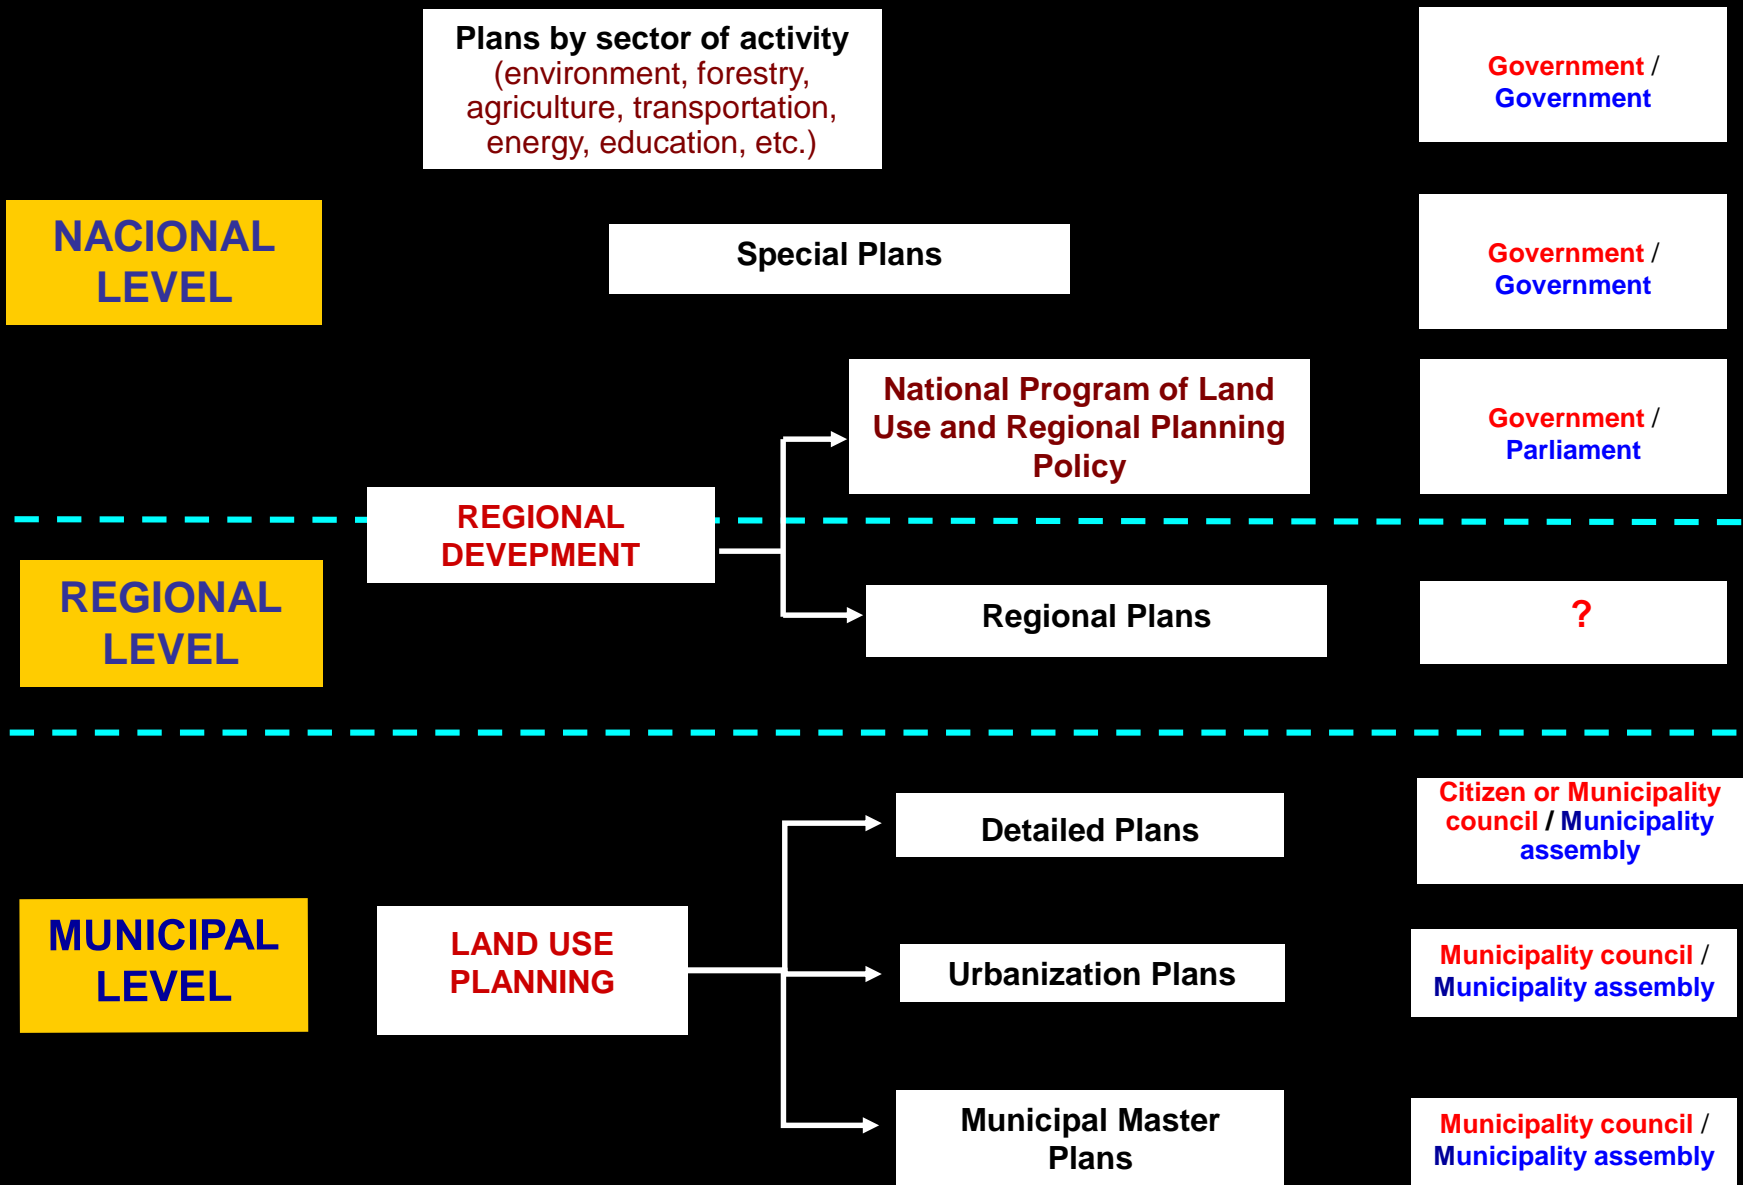 Plans by sector of activity
(environment, forestry,
agriculture, transportation,
energy, education, etc.)
Government /
Government
NACIONAL
LEVEL
Special Plans
Government /
Government
National Program of Land
Use and Regional Planning
Policy
Government /
Parliament
REGIONAL
DEVEPMENT
REGIONAL
LEVEL
Regional Plans
?
Detailed Plans
Citizen or Municipality
council / Municipality
assembly
MUNICIPAL
LEVEL
LAND USE
PLANNING
Urbanization Plans
Municipality council /
Municipality assembly
Municipal Master
Plans
Municipality council /
Municipality assembly